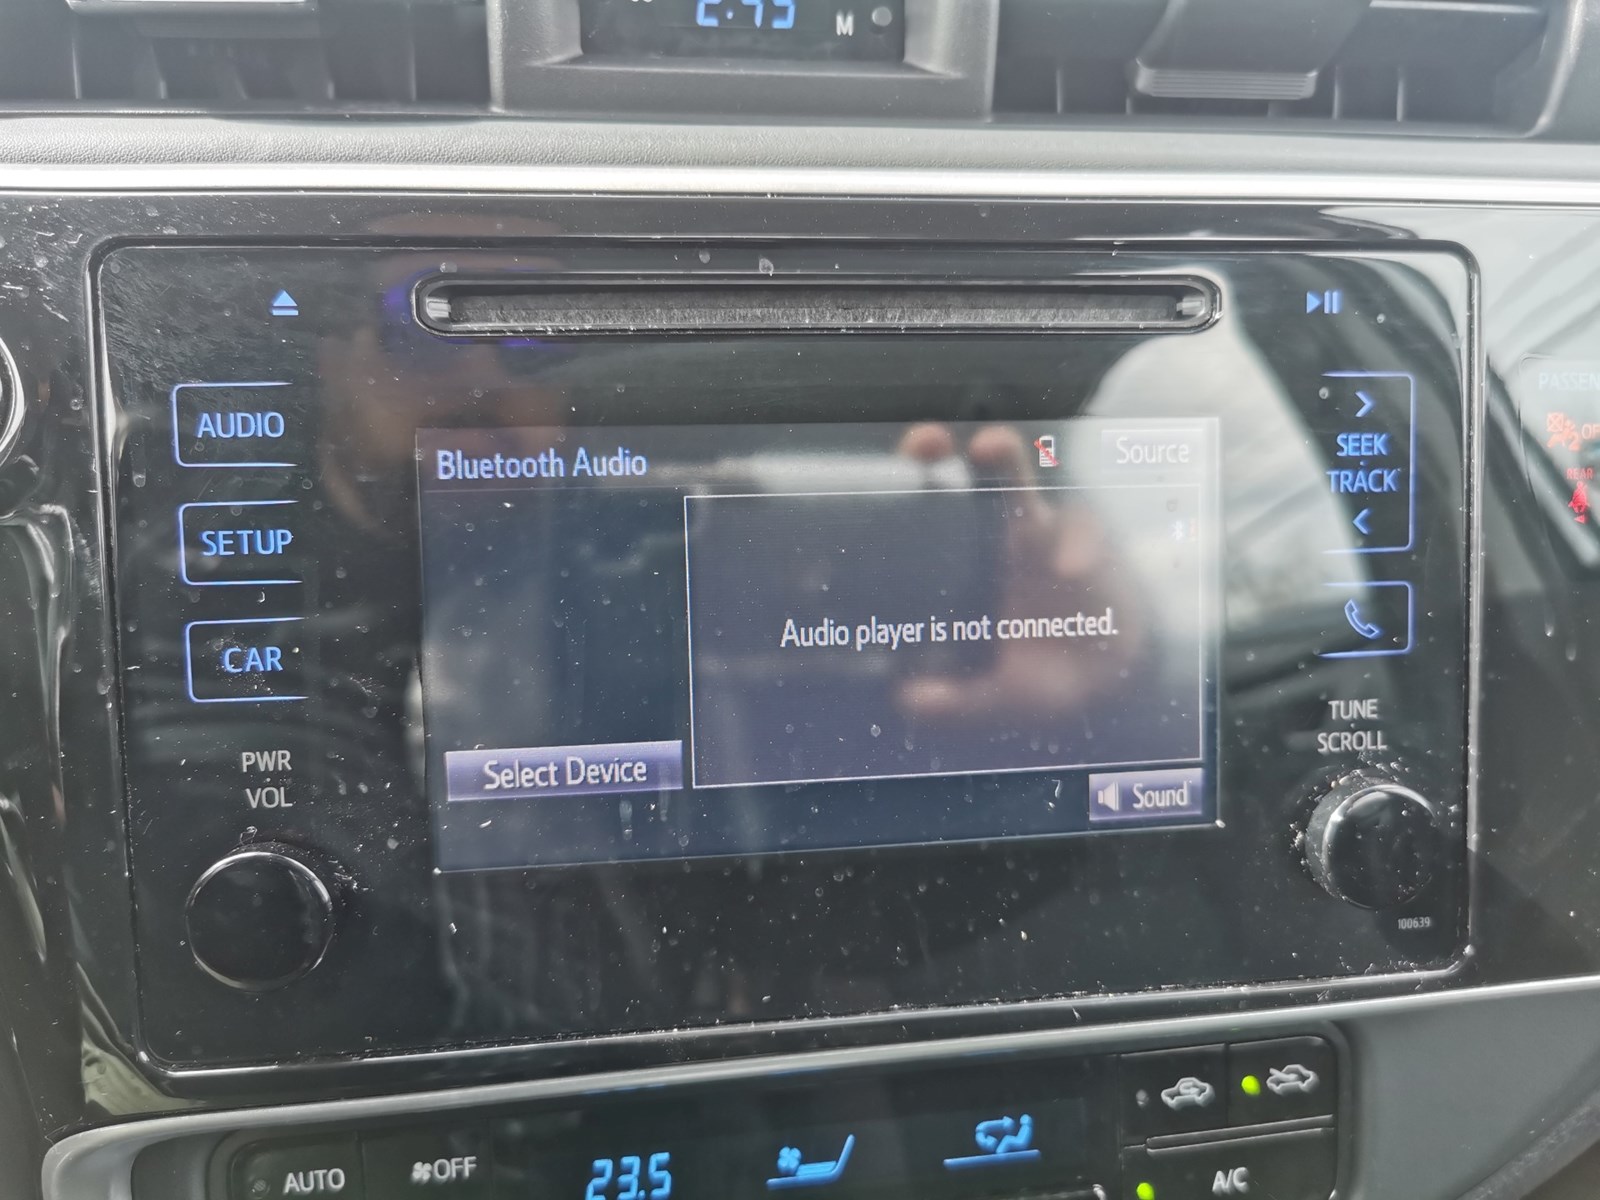 M
AUDIO
SETUP
CAR
PWR
VOL
Bluetooth Audio
Source
Audio player is not connected.
Select Device
Sound
SEEK
TRACK
TUNE
SCROLL
100639
REAR
AUTO
OFF
23.5
A/C